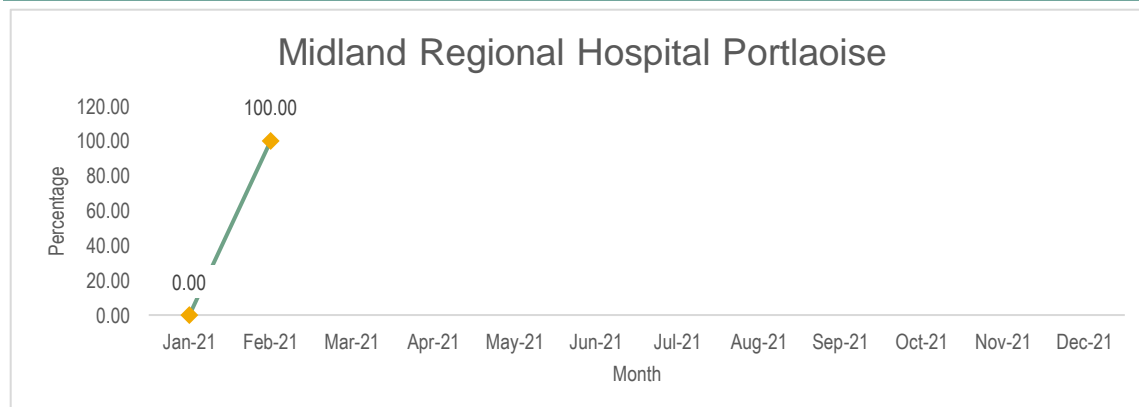 Midland Regional Hospital Portlaoise
120.00
100.00
80.00
60.00
40.00
20.00
0.00
Percentage
0.00
100.00
Jan-21 Feb-21 Mar-21 Apr-21 May-21 Jun-21 Jul-21 Aug-21 Sep-21 Oct-21 Nov-21 Dec-21
Month